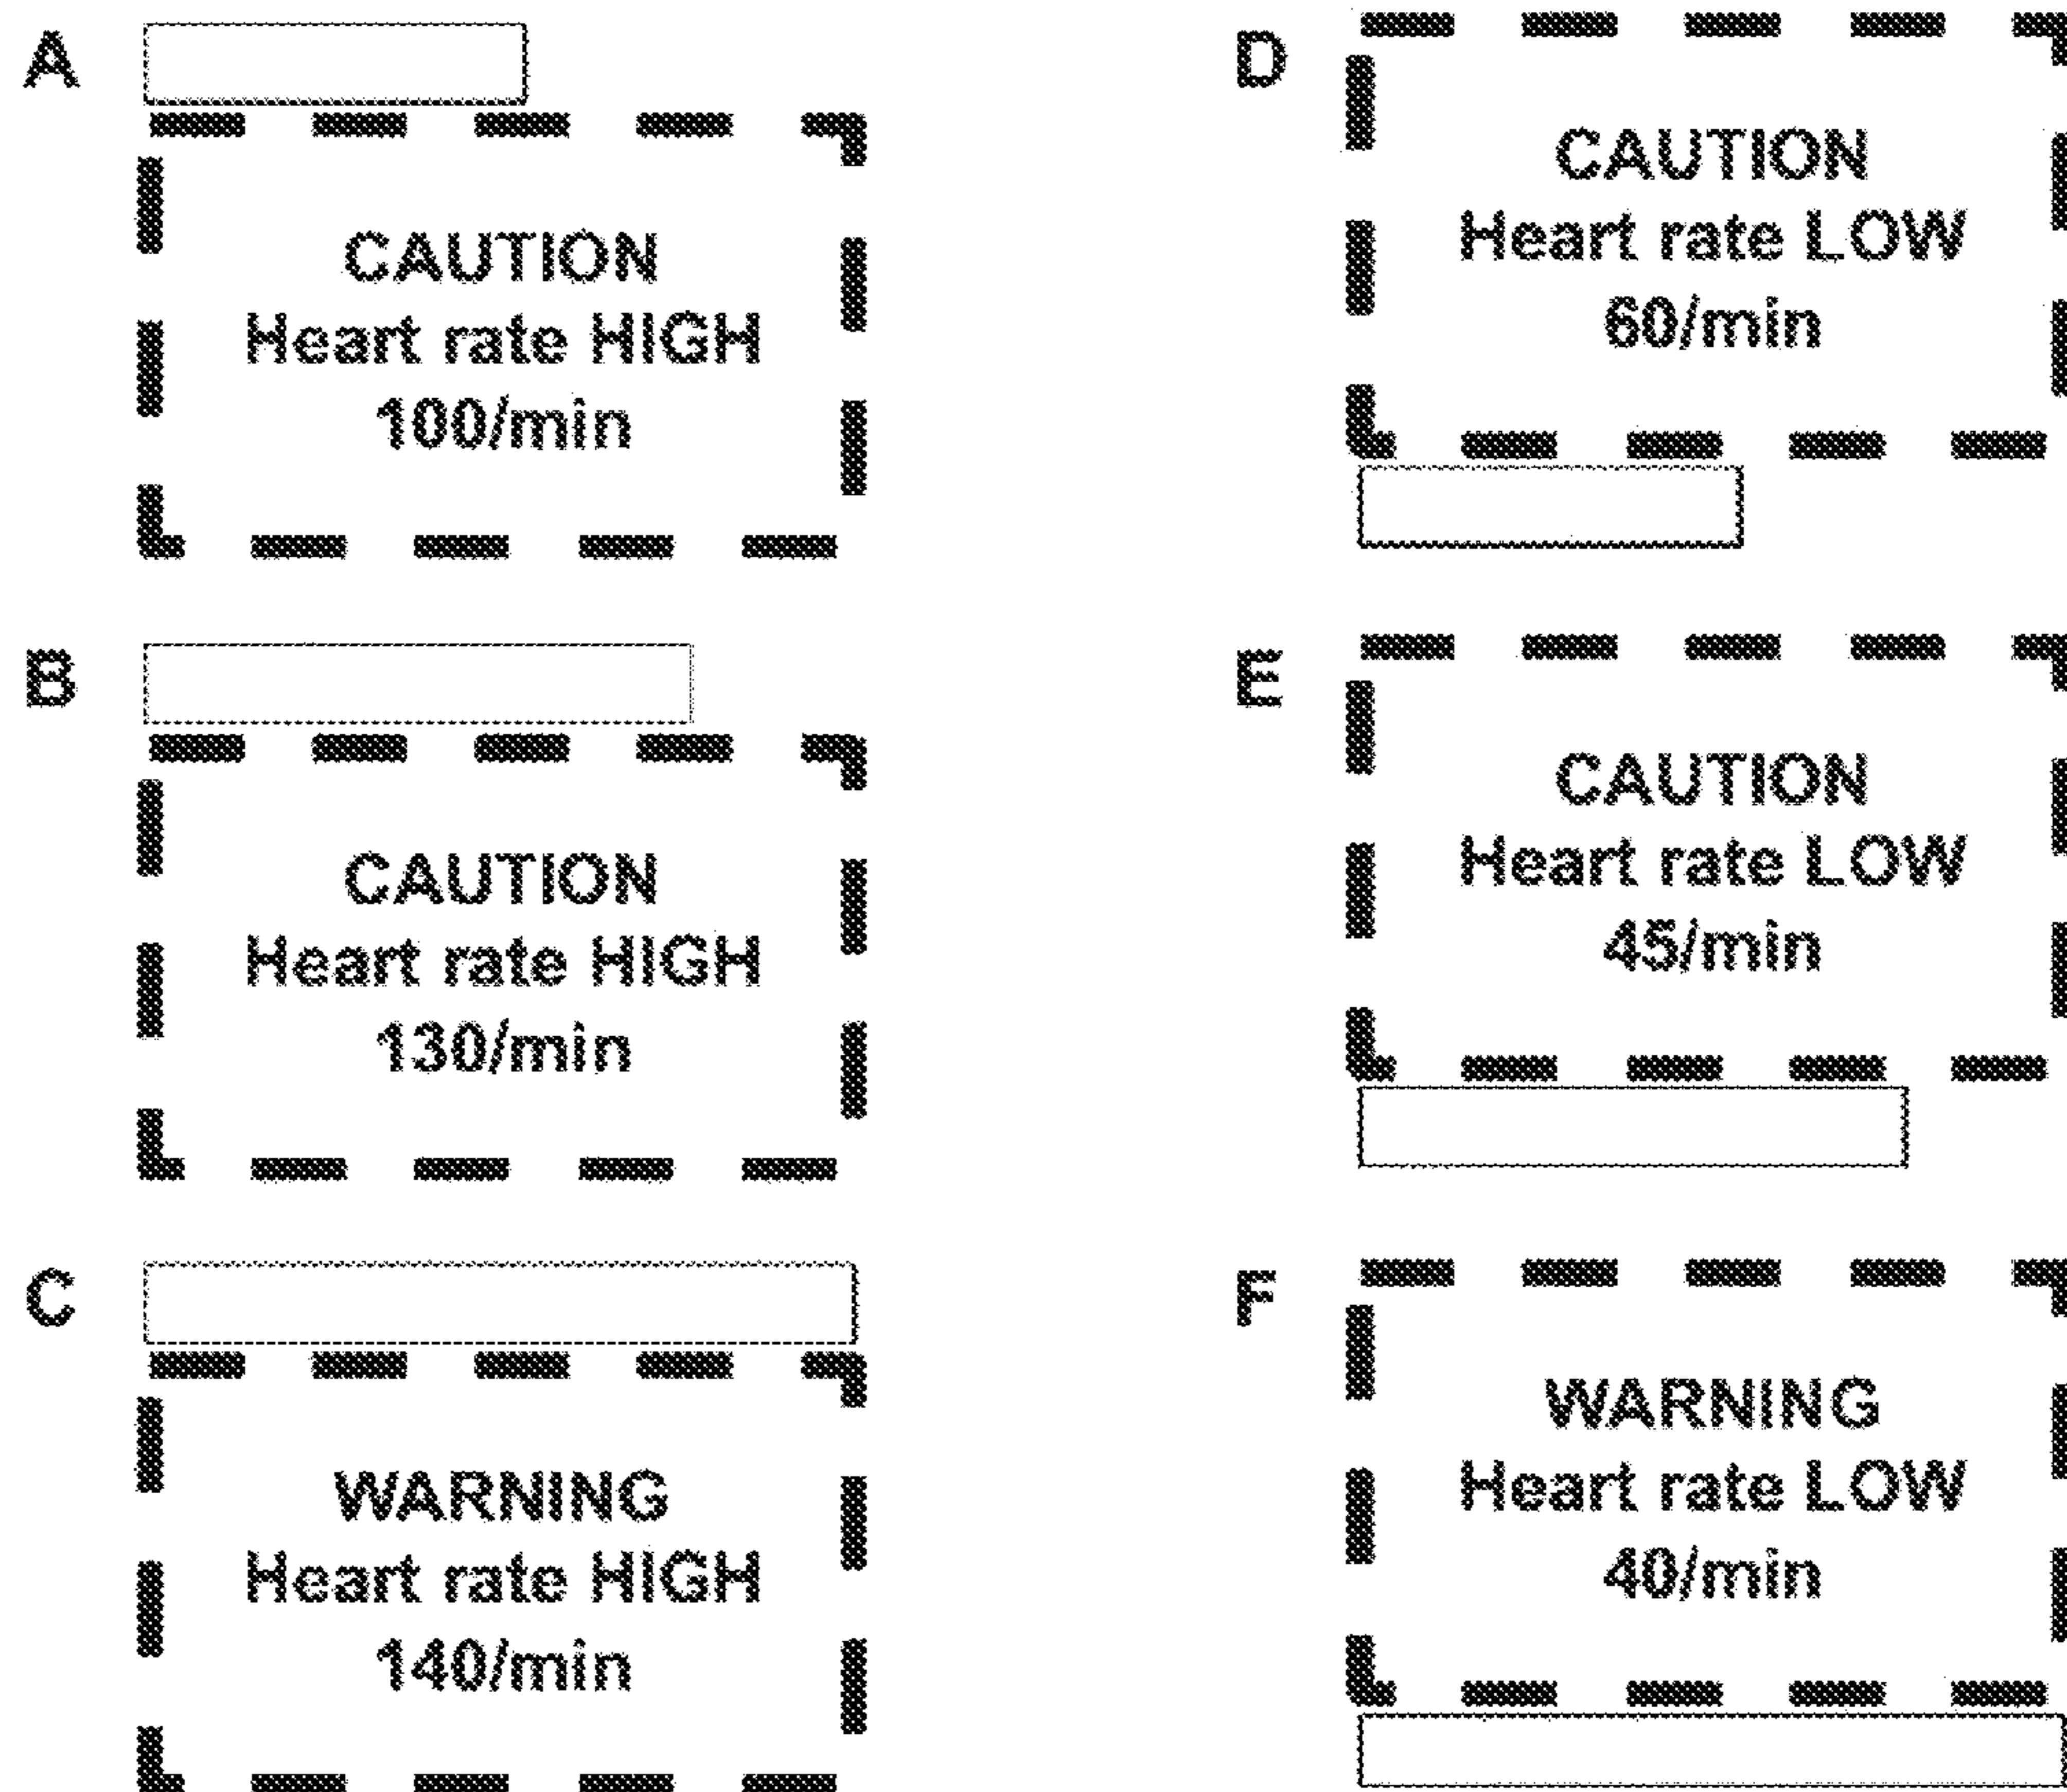 A
CAUTION
Heart rate HIGH
100/min
B
CAUTION
Heart rate HIGH
130/min
C
WARNING
Heart rate HIGH
140/min
D
CAUTION
Heart rate LOW
60/min
E
CAUTION
Heart rate LOW
45/min
F
WARNING
Heart rate LOW
40/min